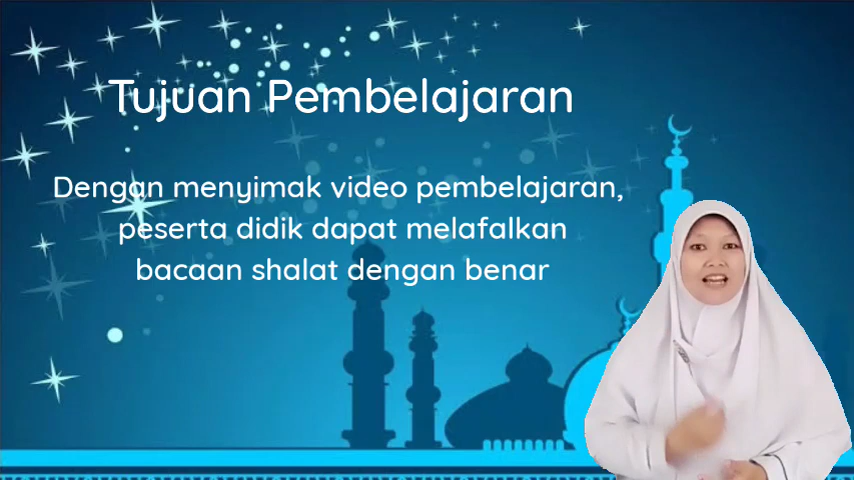 Tujuan Pembelajaran
Dengan menyimak video pembelajaran,
peserta didik dapat melafalkan
bacaan shalat dengan benar